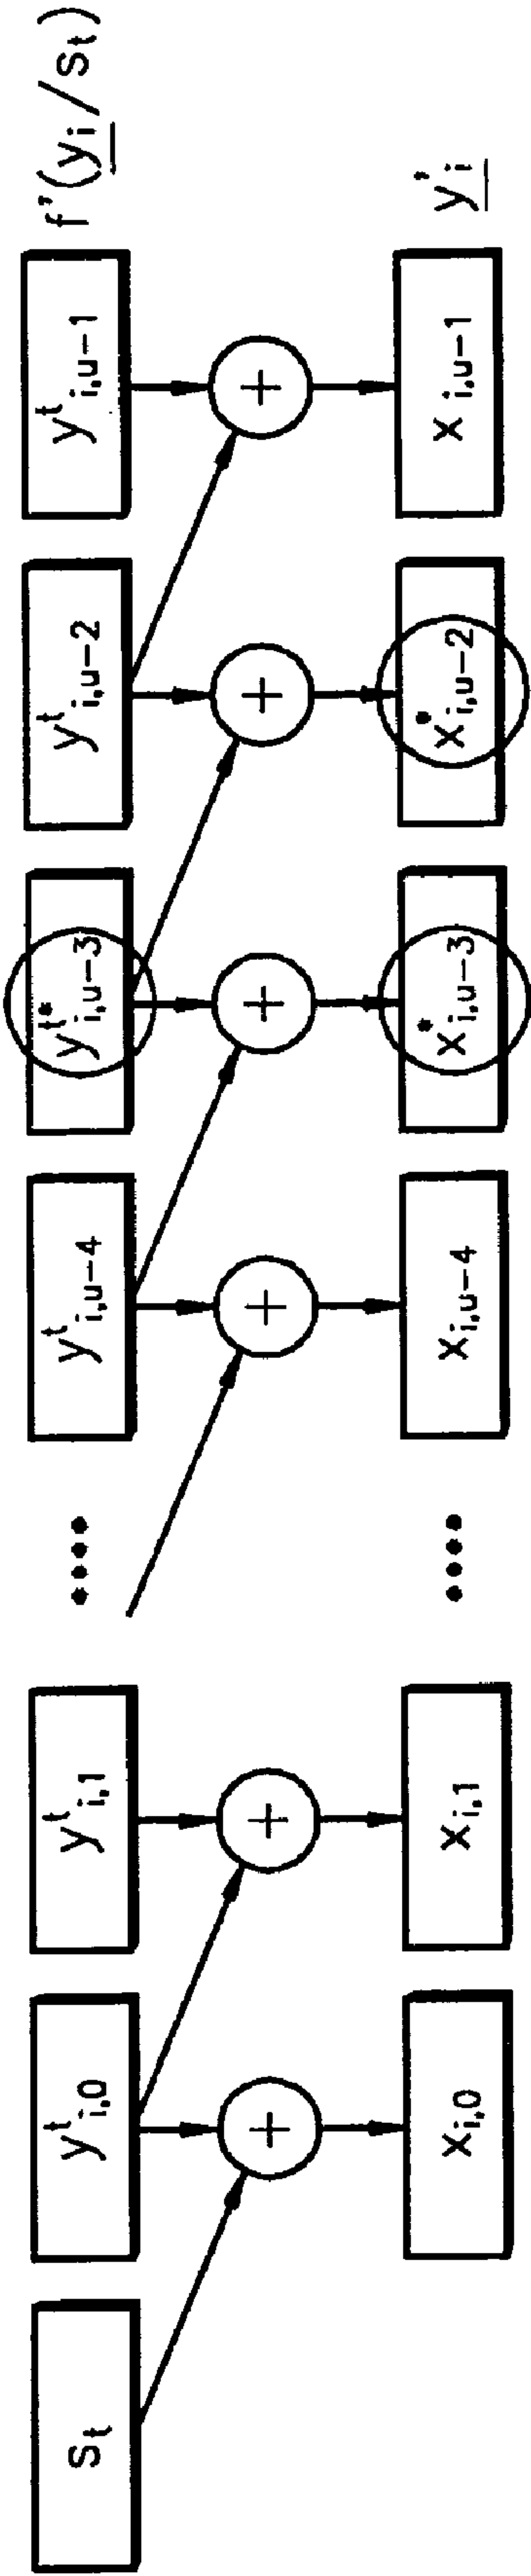 S_t y^t_{i,0} y^t_{i,1} •••• y^t_{i,u-4} y^{t*}_{i,u-3} y^t_{i,u-2} y^t_{i,u-1} f'(y_i/S_t)
+ + + + + + +
x_{i,0} x_{i,1} •••• x_{i,u-4} x^*_{i,u-3} x^*_{i,u-2} x_{i,u-1} y'_i